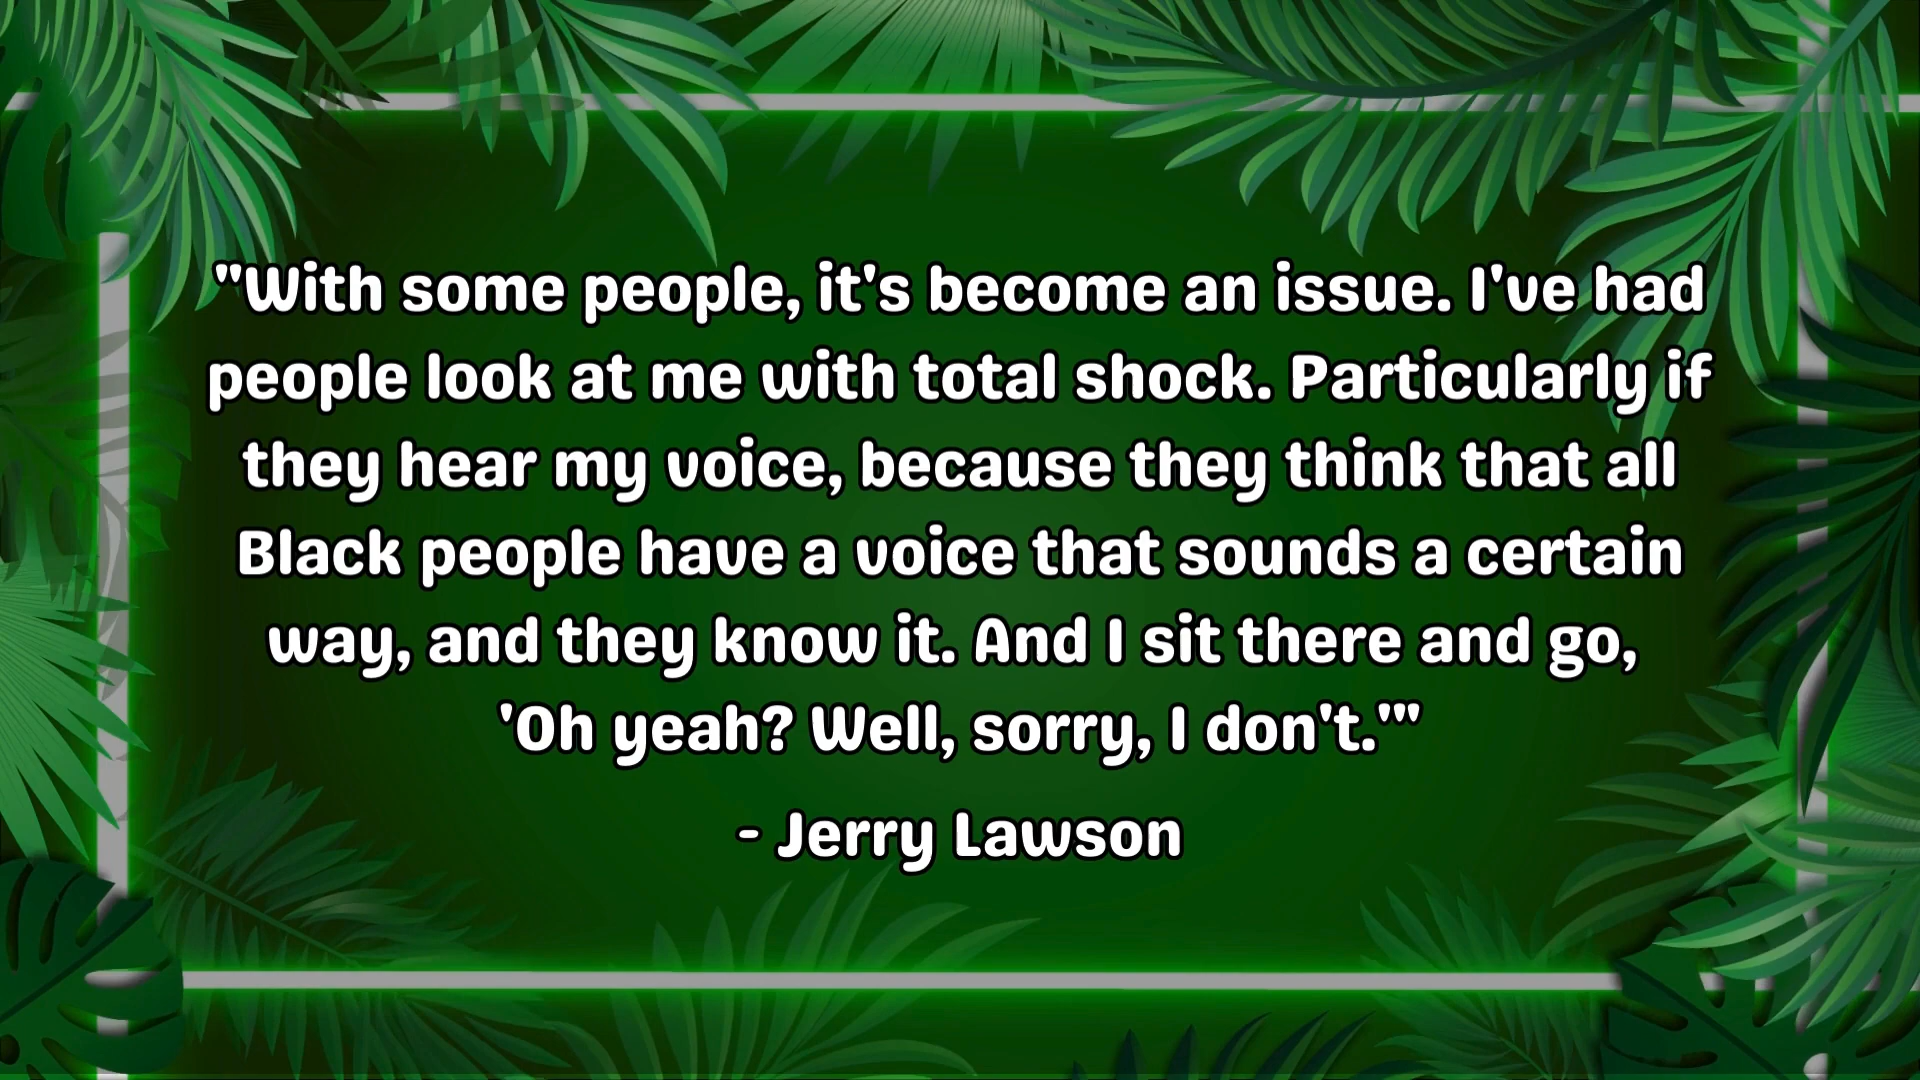 "With some people, it's become an issue. I've had
people look at me with total shock. Particularly if
they hear my voice, because they think that all
Black people have a voice that sounds a certain
way, and they know it. And I sit there and go,
'Oh yeah? Well, sorry, I don't.'"
- Jerry Lawson